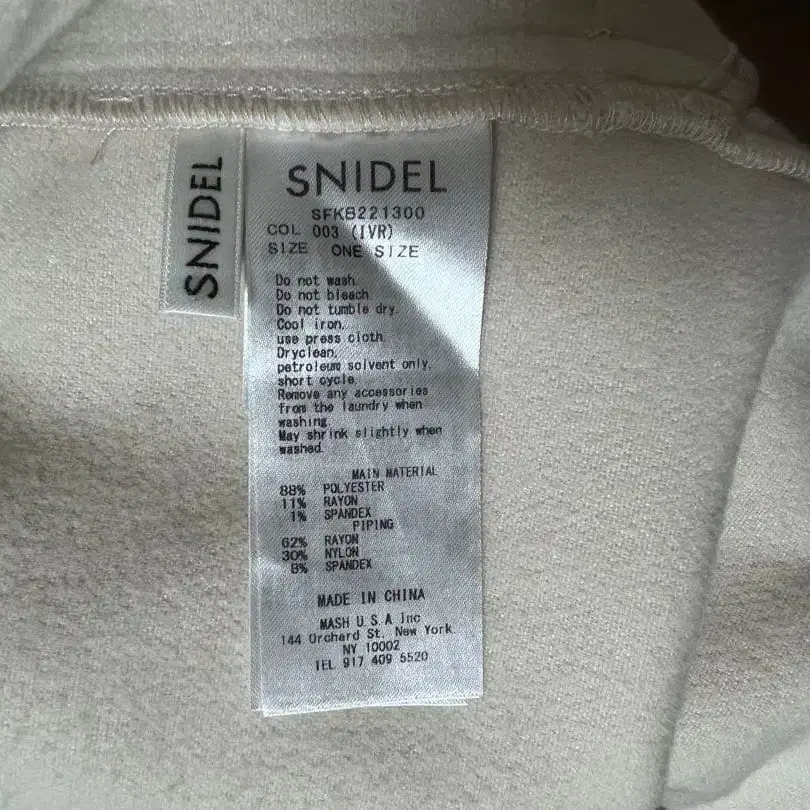 SNIDEL
SNIDEL
SFKB221300
COL 003 (IVR)
SIZE ONE SIZE
Do not wash.
Do not bleach.
Do not tumble dry.
Cool iron.
use press cloth.
Dryclean,
petroleum solvent only,
short cycle.
Remove any accessories
from the laundry when
washing.
May shrink slightly when
washed.
MAIN MATERIAL
88% POLYESTER
11% RAYON
1% SPANDEX
PIPING
62% RAYON
30% NYLON
8% SPANDEX
MADE IN CHINA
MASH U.S.A Inc
144 Orchard St. New York.
NY 10002
TEL 917 409 5520